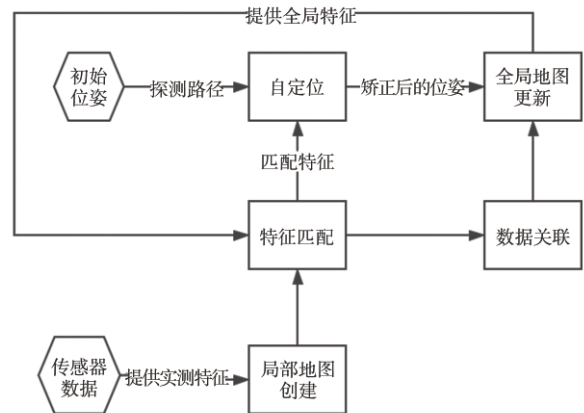 提供全局特征
初始
位姿
探测路径
自定位
矫正后的位姿
全局地图
更新
匹配特征
特征匹配
数据关联
传感器
数据
提供实测特征
局部地图
创建